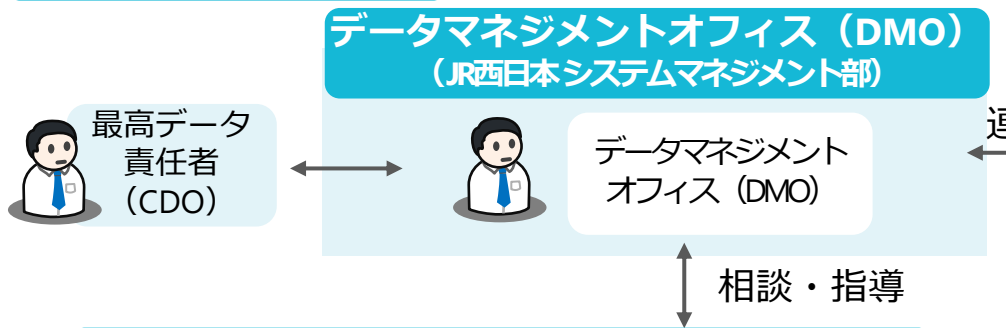 データマネジメントオフィス（DMO）
（JR西日本 システムマネジメント部）
最高データ
責任者
（CDO）
データマネジメント
オフィス（DMO）
相談・指導